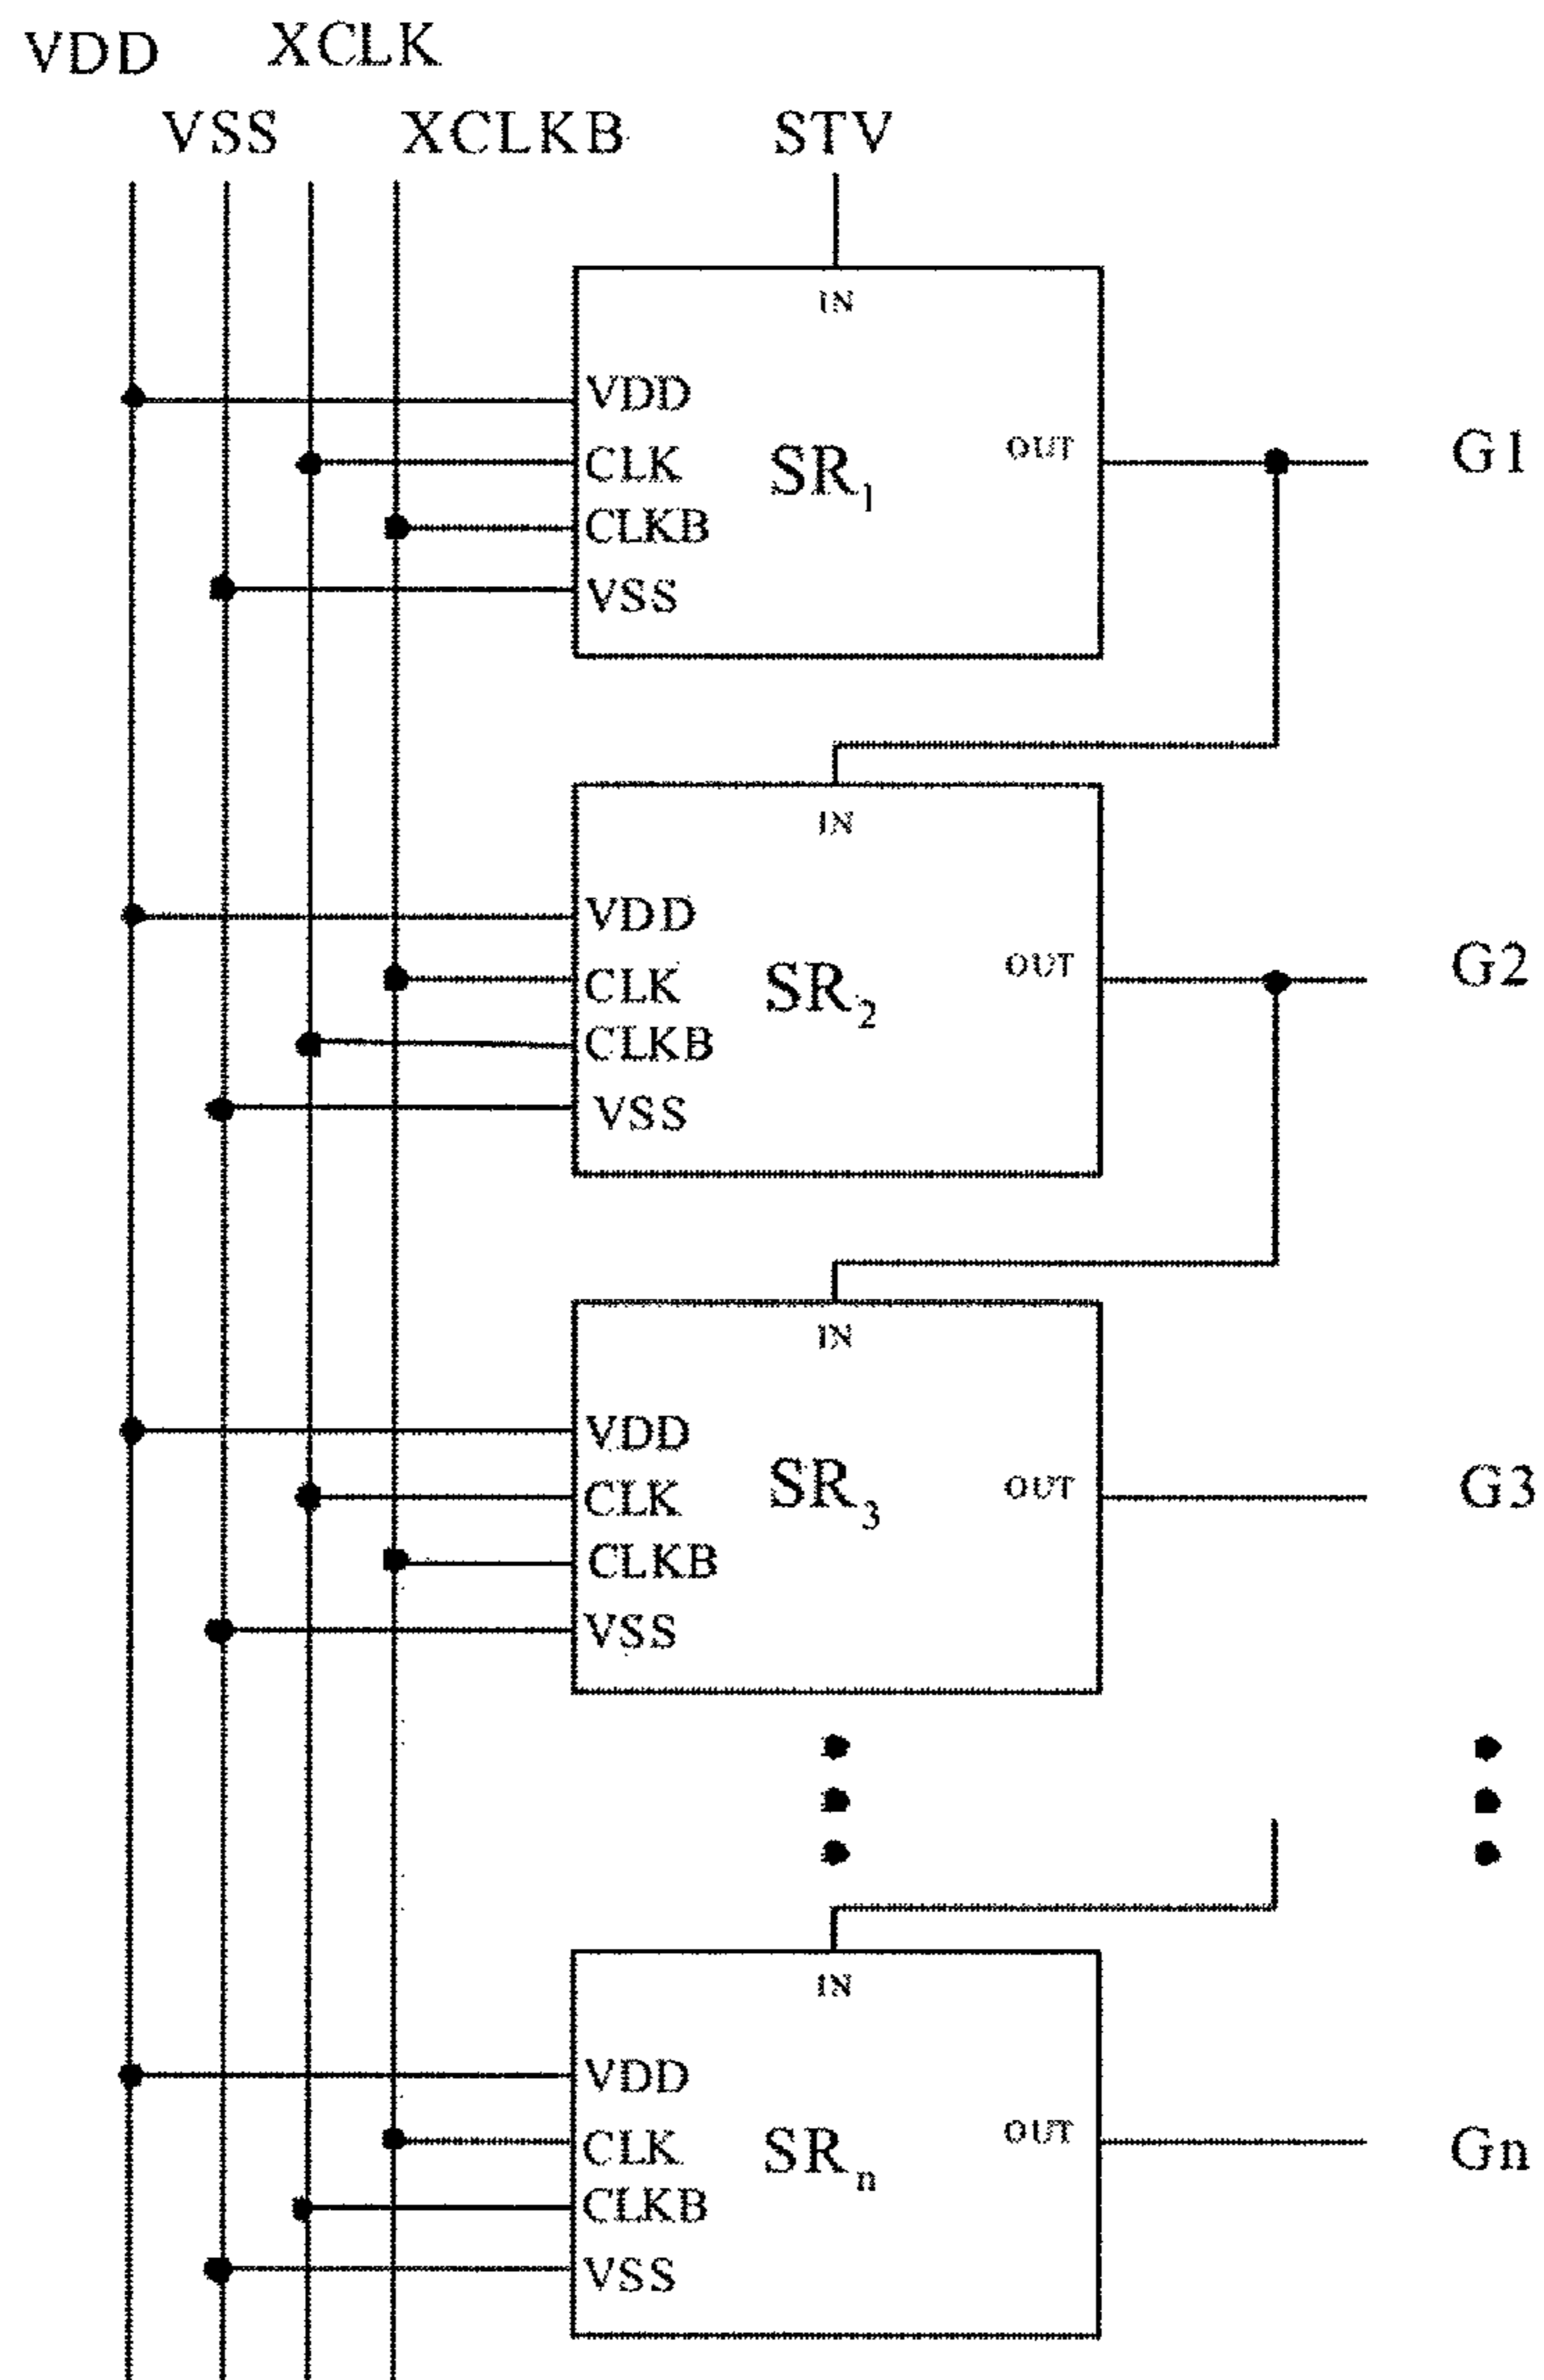 VDD XCLK
VSS XCLKB STV
IN
VDD
CLK SR1 OUT G1
CLKB
VSS
IN
VDD
CLK SR2 OUT G2
CLKB
VSS
IN
VDD
CLK SR3 OUT G3
CLKB
VSS
IN
VDD
CLK SRn OUT Gn
CLKB
VSS